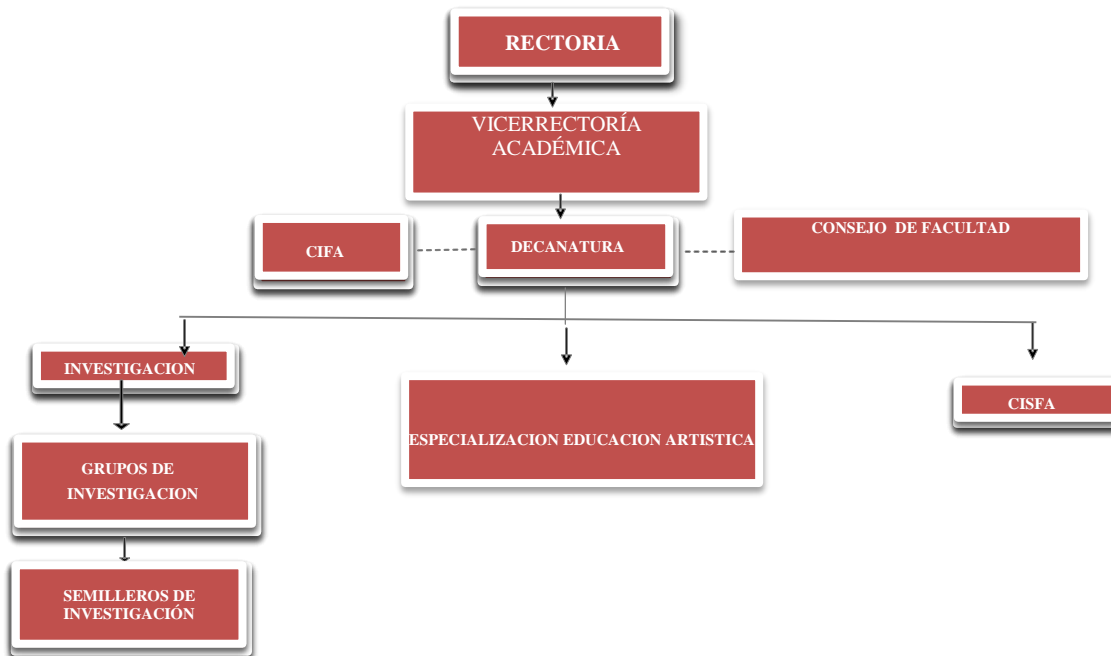 RECTORIA
VICERRECTORÍA
ACADÉMICA
CIFA
DECANATURA
CONSEJO DE FACULTAD
INVESTIGACION
ESPECIALIZACION EDUCACION ARTISTICA
CISFA
GRUPOS DE
INVESTIGACION
SEMILLEROS DE
INVESTIGACIÓN